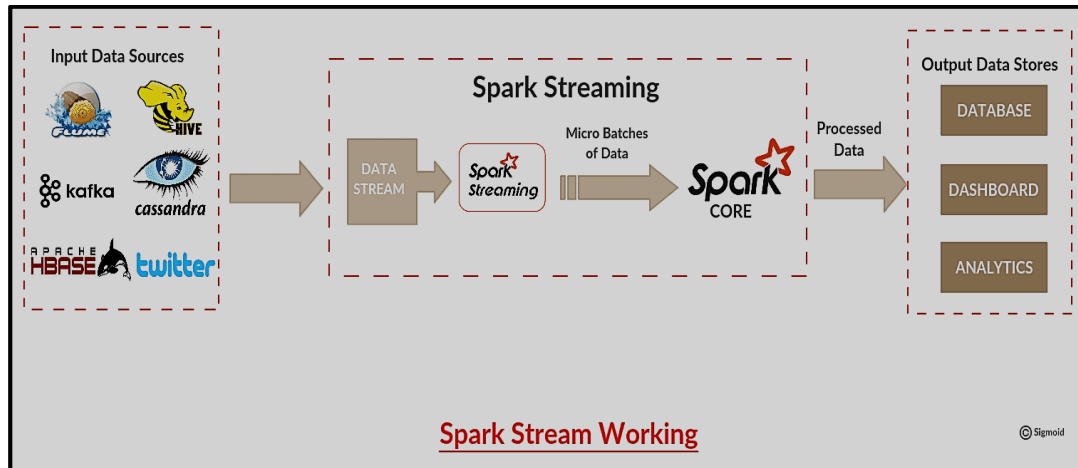 Input Data Sources
FLUME
HIVE
kafka
cassandra
APACHE
HBASE
twitter
Spark Streaming
DATA
STREAM
Spark
Streaming
Micro Batches
of Data
Spark
CORE
Processed
Data
Output Data Stores
DATABASE
DASHBOARD
ANALYTICS
Spark Stream Working
© Sigmoid